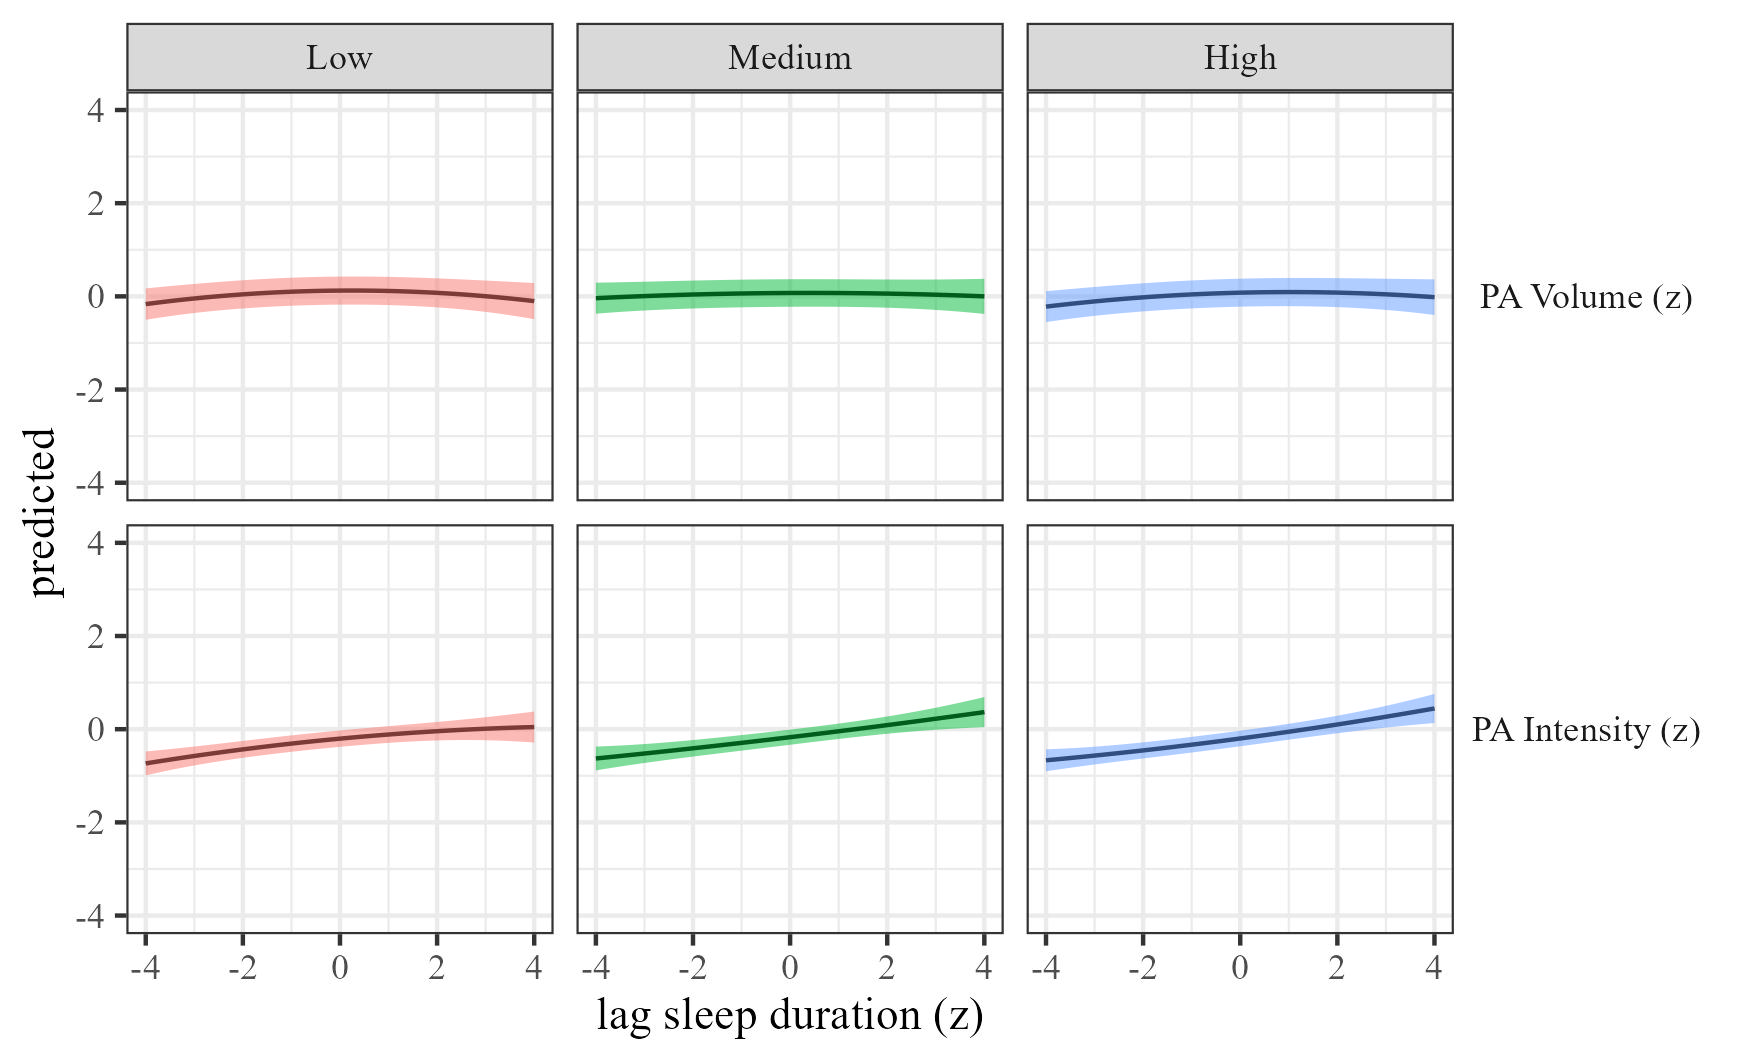 Low
Medium
High
4
2
0
-2
-4
PA Volume (z)
predicted
4
2
0
-2
-4
PA Intensity (z)
-4 -2 0 2 4
-4 -2 0 2 4
-4 -2 0 2 4
lag sleep duration (z)